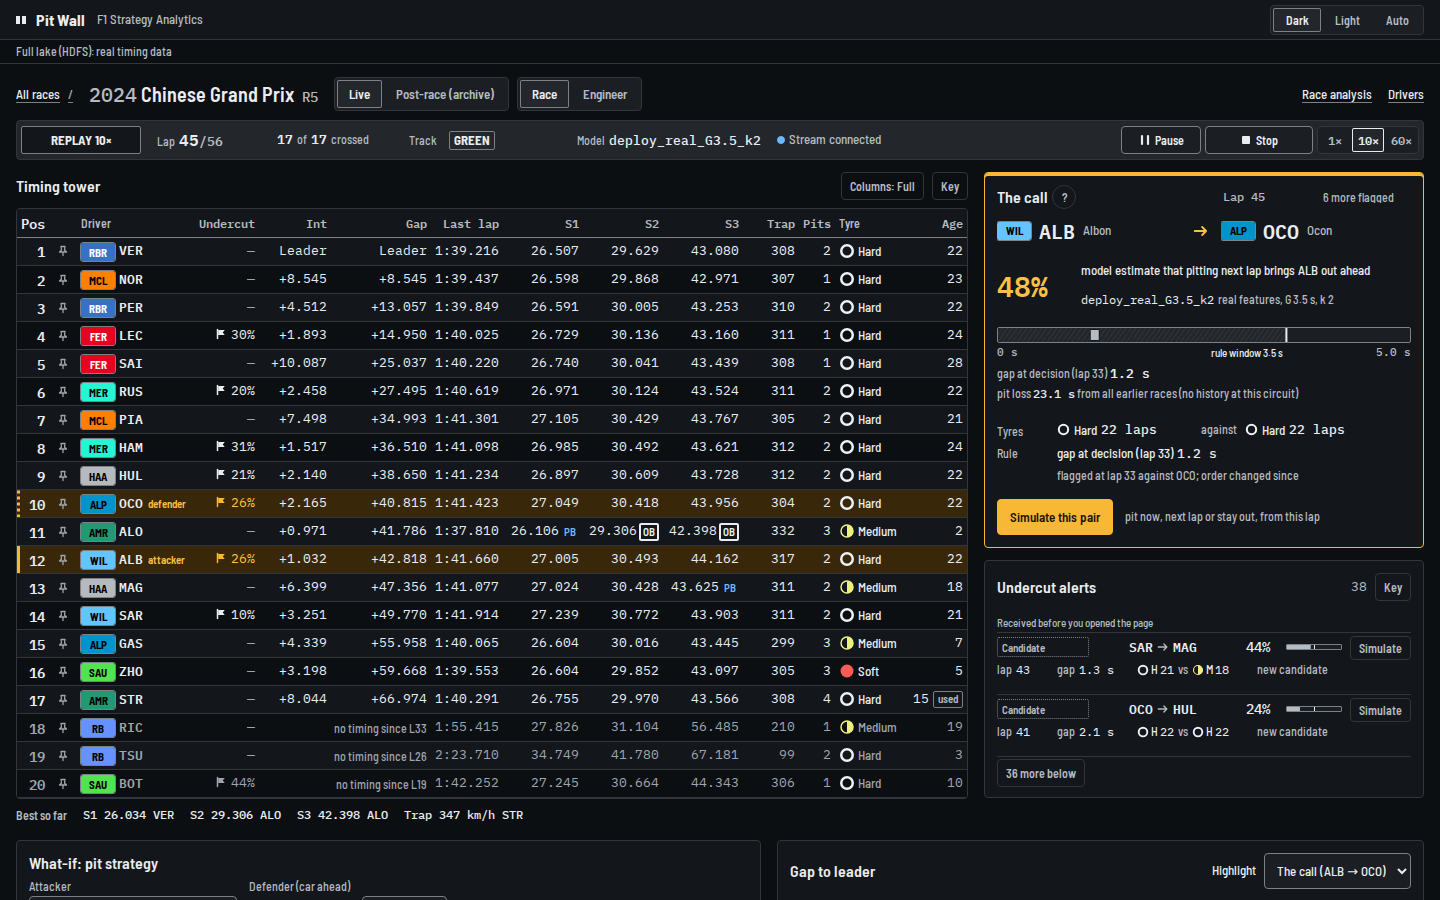 Pit Wall F1 Strategy Analytics Dark Light Auto
Full lake (HDFS): real timing data
All races / 2024 Chinese Grand Prix R5 Live Post-race (archive) Race Engineer Race analysis Drivers
REPLAY 10× Lap 45/56 17 of 17 crossed Track GREEN Model deploy_real_G3.5_k2 Stream connected Pause Stop 1× 10× 60×
Timing tower Columns: Full Key
Pos Driver Undercut Int Gap Last lap S1 S2 S3 Trap Pits Tyre Age
1 RBR VER — Leader Leader 1:39.216 26.507 29.629 43.080 308 2 Hard 22
2 MCL NOR — +8.545 +8.545 1:39.437 26.598 29.868 42.971 307 1 Hard 23
3 RBR PER — +4.512 +13.057 1:39.849 26.591 30.005 43.253 310 2 Hard 22
4 FER LEC 30% +1.893 +14.950 1:40.025 26.729 30.136 43.160 311 1 Hard 24
5 FER SAI — +10.087 +25.037 1:40.220 26.740 30.041 43.439 308 1 Hard 28
6 MER RUS 20% +2.458 +27.495 1:40.619 26.971 30.124 43.524 311 2 Hard 22
7 MCL PIA — +7.498 +34.993 1:41.301 27.105 30.429 43.767 305 2 Hard 21
8 MER HAM 31% +1.517 +36.510 1:41.098 26.985 30.492 43.621 312 2 Hard 24
9 HAA HUL 21% +2.140 +38.650 1:41.234 26.897 30.609 43.728 312 2 Hard 22
10 ALP OCO defender 26% +2.165 +40.815 1:41.423 27.049 30.418 43.956 304 2 Hard 22
11 AMR ALO — +0.971 +41.786 1:37.810 26.106 PB 29.306 OB 42.398 OB 332 3 Medium 2
12 WIL ALB attacker 26% +1.032 +42.818 1:41.660 27.005 30.493 44.162 317 2 Hard 22
13 HAA MAG — +6.399 +47.356 1:41.077 27.024 30.428 43.625 PB 311 2 Medium 18
14 WIL SAR 10% +3.251 +49.770 1:41.914 27.239 30.772 43.903 311 2 Hard 21
15 ALP GAS — +4.339 +55.958 1:40.065 26.604 30.016 43.445 299 3 Medium 7
16 SAU ZHO — +3.198 +59.668 1:39.553 26.604 29.852 43.097 305 3 Soft 5
17 AMR STR — +8.044 +66.974 1:40.291 26.755 29.970 43.566 308 4 Hard 15 used
18 RB RIC — no timing since L33 1:55.415 27.826 31.104 56.485 210 1 Medium 19
19 RB TSU — no timing since L26 2:23.710 34.749 41.780 67.181 99 2 Hard 3
20 SAU BOT 44% no timing since L19 1:42.252 27.245 30.664 44.343 306 1 Hard 10
Best so far S1 26.034 VER S2 29.306 ALO S3 42.398 ALO Trap 347 km/h STR
The call ? Lap 45 6 more flagged
WIL ALB Albon → ALP OCO Ocon
48% model estimate that pitting next lap brings ALB out ahead
deploy_real_G3.5_k2 real features, G 3.5 s, k 2
0 s rule window 3.5 s 5.0 s
gap at decision (lap 33) 1.2 s
pit loss 23.1 s from all earlier races (no history at this circuit)
Tyres Hard 22 laps against Hard 22 laps
Rule gap at decision (lap 33) 1.2 s
flagged at lap 33 against OCO; order changed since
Simulate this pair pit now, next lap or stay out, from this lap
Undercut alerts 38 Key
Received before you opened the page
Candidate SAR → MAG 44% Simulate
lap 43 gap 1.3 s H 21 vs M 18 new candidate
Candidate OCO → HUL 24% Simulate
lap 41 gap 2.1 s H 22 vs H 22 new candidate
36 more below
What-if: pit strategy
Attacker Defender (car ahead)
Gap to leader Highlight The call (ALB → OCO)